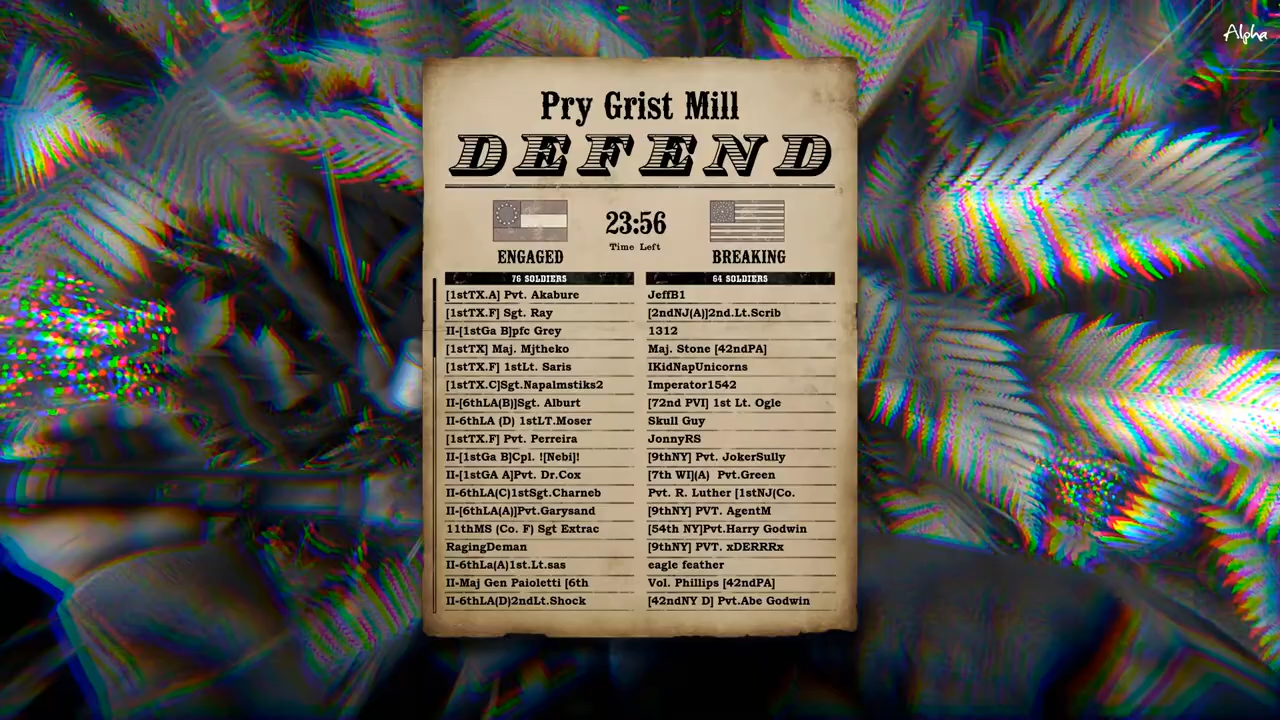 Alpha
Pry Grist Mill
DEFEND
23:56
Time Left
ENGAGED
BREAKING
76 SOLDIERS
64 SOLDIERS
[1stTX.A] Pvt. Akabure
JeffB1
[1stTX.F] Sgt. Ray
[2ndNJ(A)]2nd.Lt.Scrib
II-[1stGa B]pfc Grey
1312
[1stTX] Maj. Mjtheko
Maj. Stone [42ndPA]
[1stTX.F] 1stLt. Saris
IKidNapUnicorns
[1stTX.C]Sgt.Napalmstiks2
Imperator1542
II-[6thLA(B)]Sgt. Alburt
[72nd PVI] 1st Lt. Ogle
II-6thLA (D) 1stLT.Moser
Skull Guy
[1stTX.F] Pvt. Perreira
JonnyRS
II-[1stGa B]Cpl. ![Nebi]!
[9thNY] Pvt. JokerSully
II-[1stGA A]Pvt. Dr.Cox
[7th WI](A)  Pvt.Green
II-6thLA(C)1stSgt.Charneb
Pvt. R. Luther [1stNJ(Co.
II-[6thLA(A)]Pvt.Garysand
[9thNY] PVT. AgentM
11thMS (Co. F) Sgt Extrac
[54th NY]Pvt.Harry Godwin
RagingDeman
[9thNY] PVT. xDERRRx
II-6thLa(A)1st.Lt.sas
eagle feather
II-Maj Gen Paioletti [6th
Vol. Phillips [42ndPA]
II-6thLA(D)2ndLt.Shock
[42ndNY D] Pvt.Abe Godwin